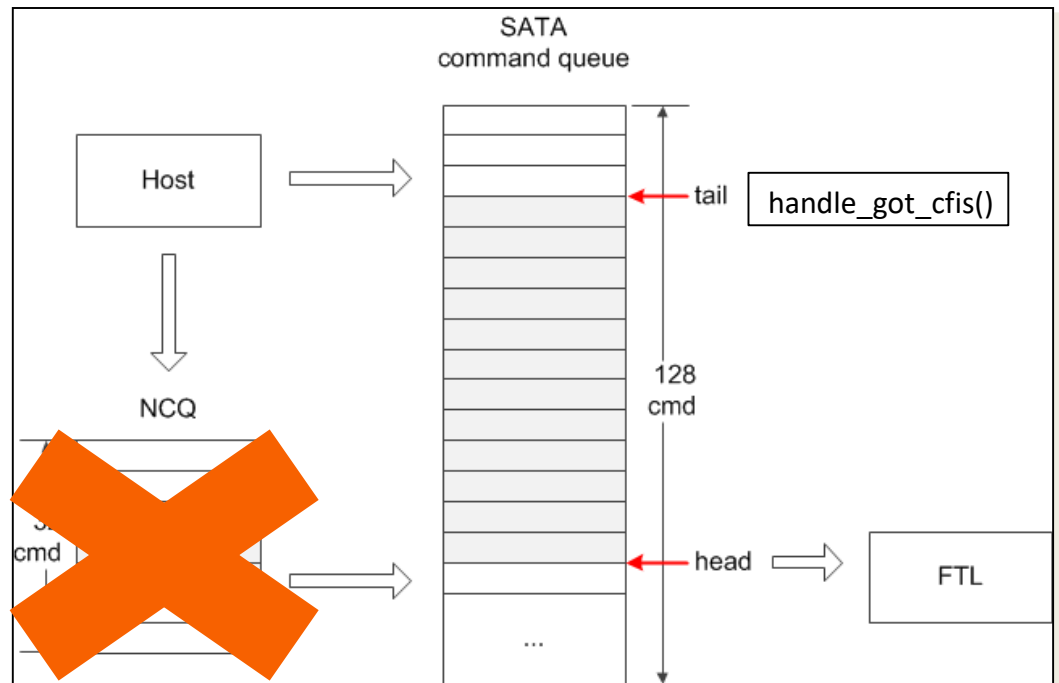 SATA
command queue
Host
tail
handle_got_cfis()
128
cmd
NCQ
cmd
head
FTL
...